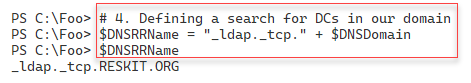 PS C:\Foo> # 4. Defining a search for DCs in our domain
PS C:\Foo> $DNSRRName = "_ldap._tcp." + $DNSDomain
PS C:\Foo> $DNSRRName
_ldap._tcp.RESKIT.ORG